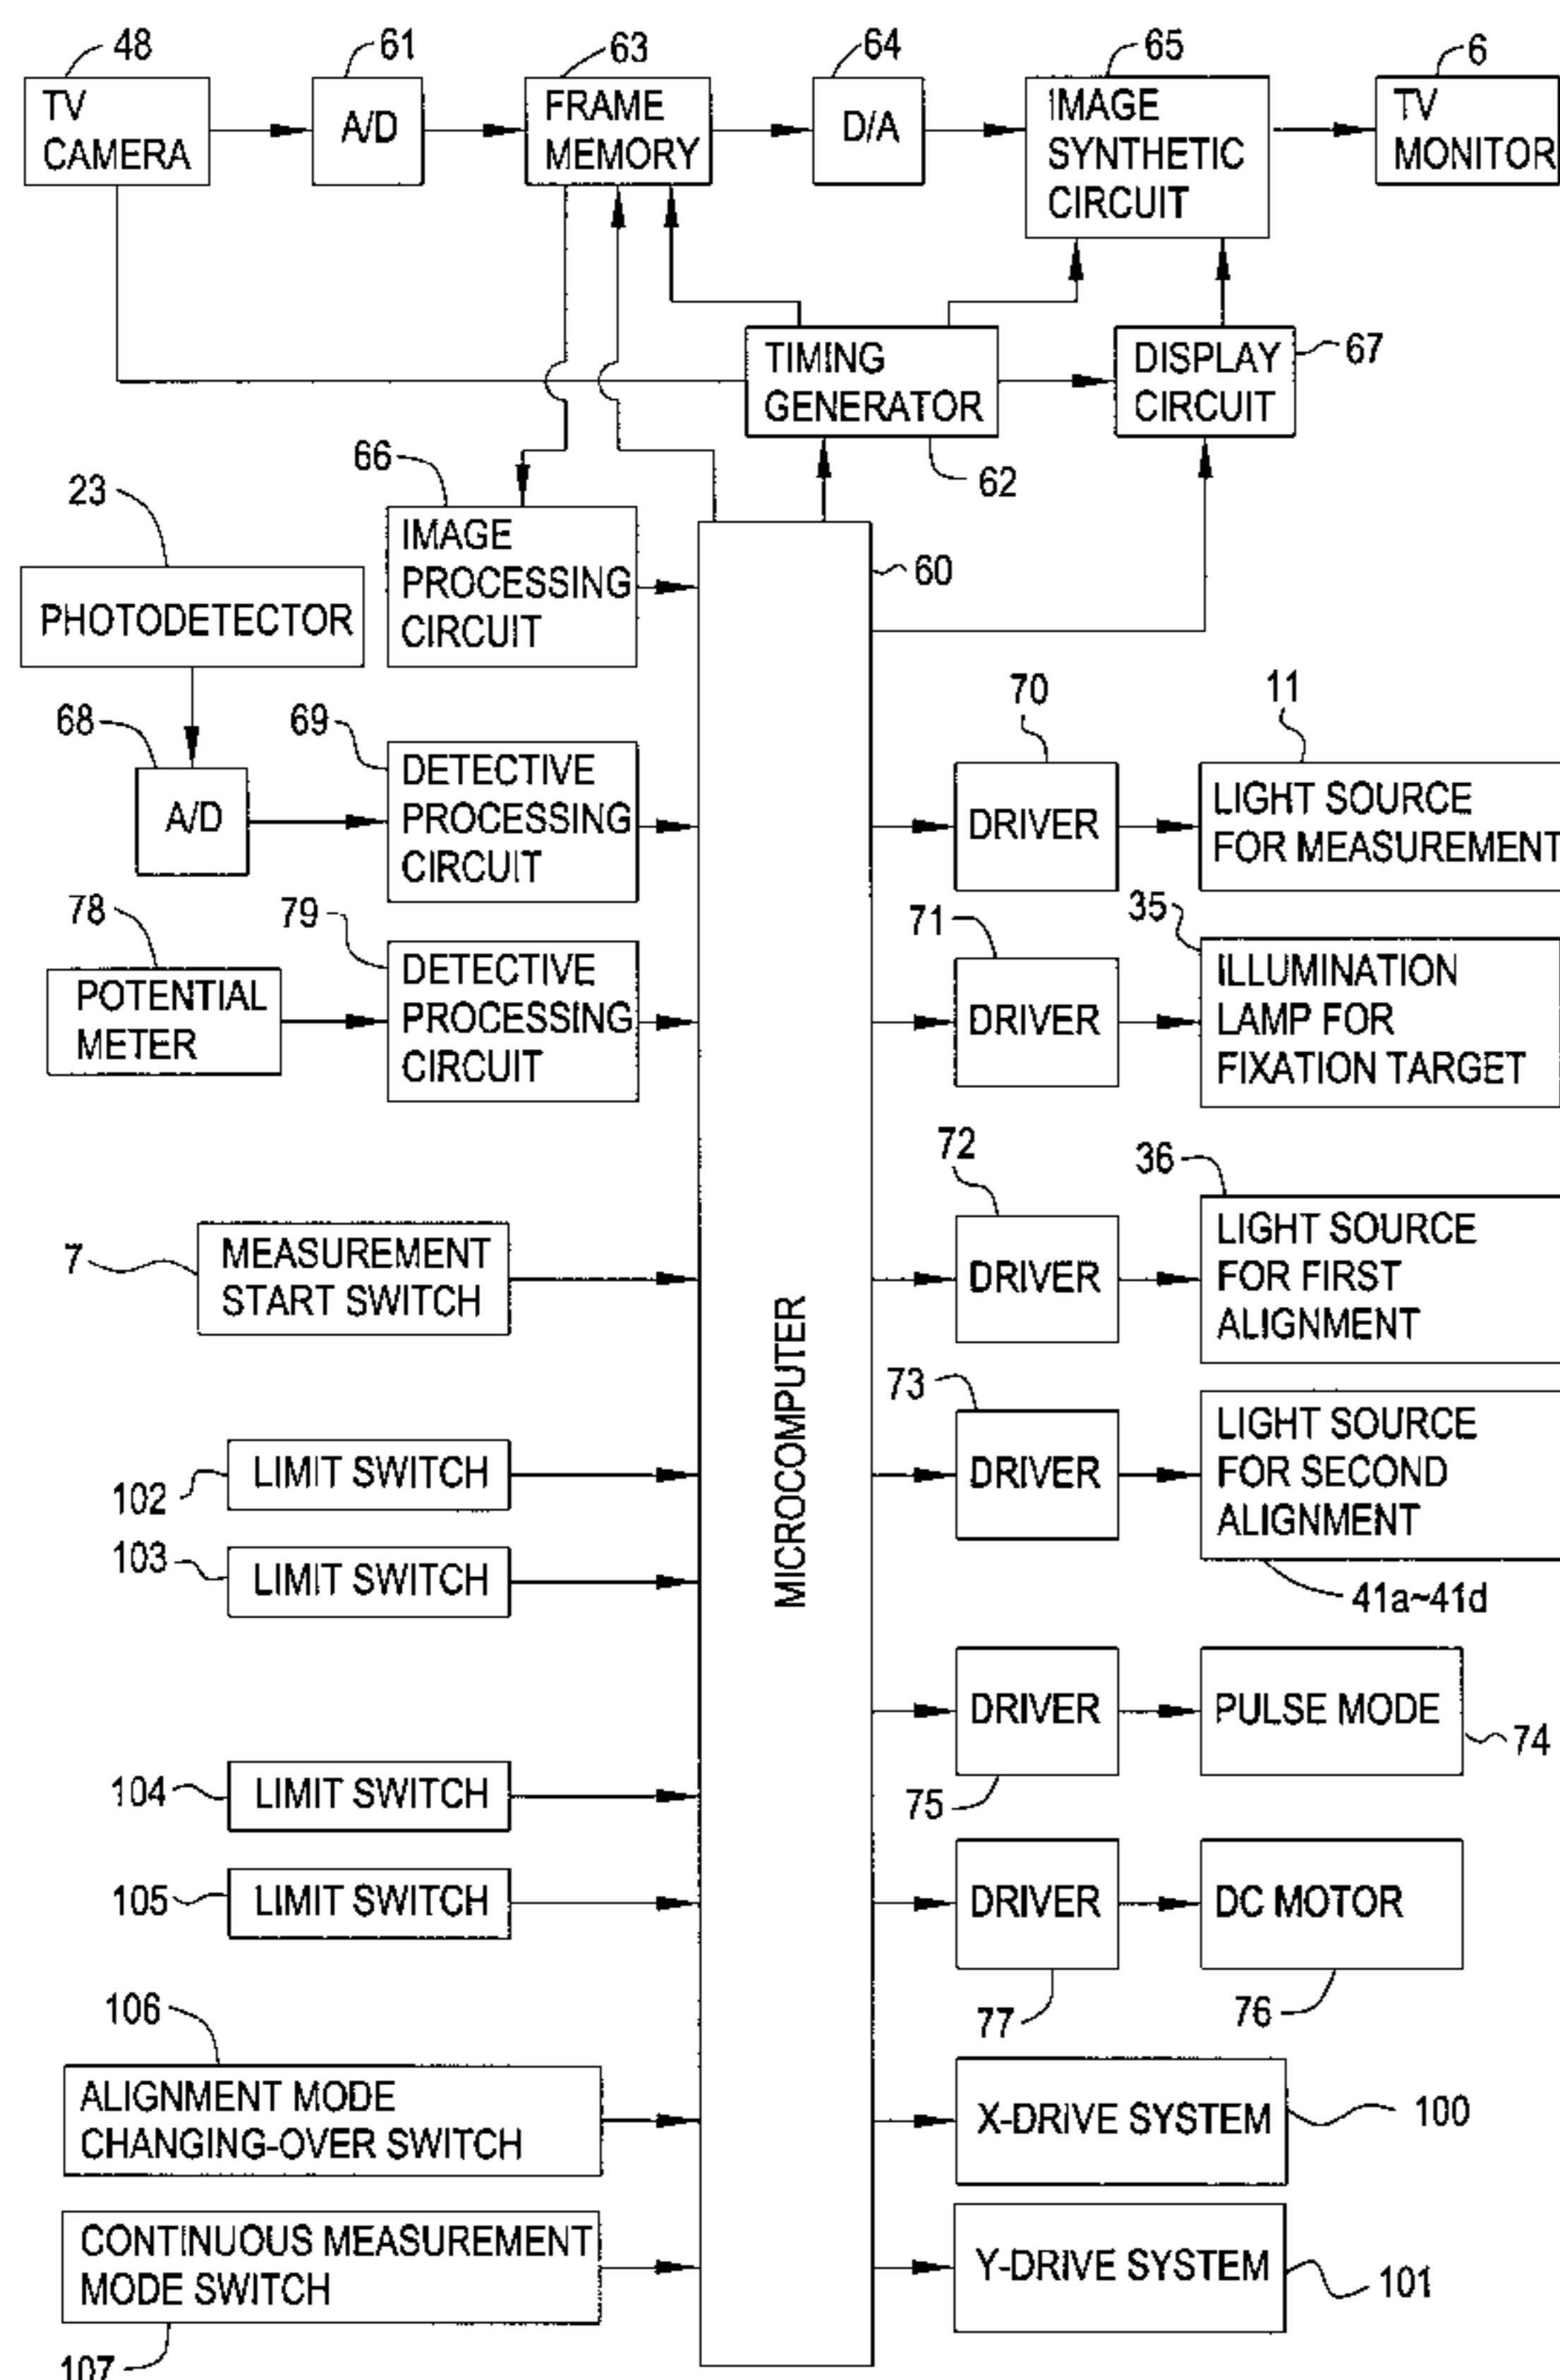 48
61
63
64
65
6
TV
CAMERA
A/D
FRAME
MEMORY
D/A
IMAGE
SYNTHETIC
CIRCUIT
TV
MONITOR
TIMING
GENERATOR
62
DISPLAY
CIRCUIT
67
66
IMAGE
PROCESSING
CIRCUIT
23
PHOTODETECTOR
60
68
A/D
69
DETECTIVE
PROCESSING
CIRCUIT
70
DRIVER
11
LIGHT SOURCE
FOR MEASUREMENT
78
POTENTIAL
METER
79
DETECTIVE
PROCESSING
CIRCUIT
71
DRIVER
35
ILLUMINATION
LAMP FOR
FIXATION TARGET
7
MEASUREMENT
START SWITCH
MICROCOMPUTER
72
DRIVER
36
LIGHT SOURCE
FOR FIRST
ALIGNMENT
102
LIMIT SWITCH
73
DRIVER
LIGHT SOURCE
FOR SECOND
ALIGNMENT
41a~41d
103
LIMIT SWITCH
DRIVER
75
PULSE MODE
74
104
LIMIT SWITCH
105
LIMIT SWITCH
DRIVER
77
DC MOTOR
76
106
ALIGNMENT MODE
CHANGING-OVER SWITCH
X-DRIVE SYSTEM
100
CONTINUOUS MEASUREMENT
MODE SWITCH
107
Y-DRIVE SYSTEM
101